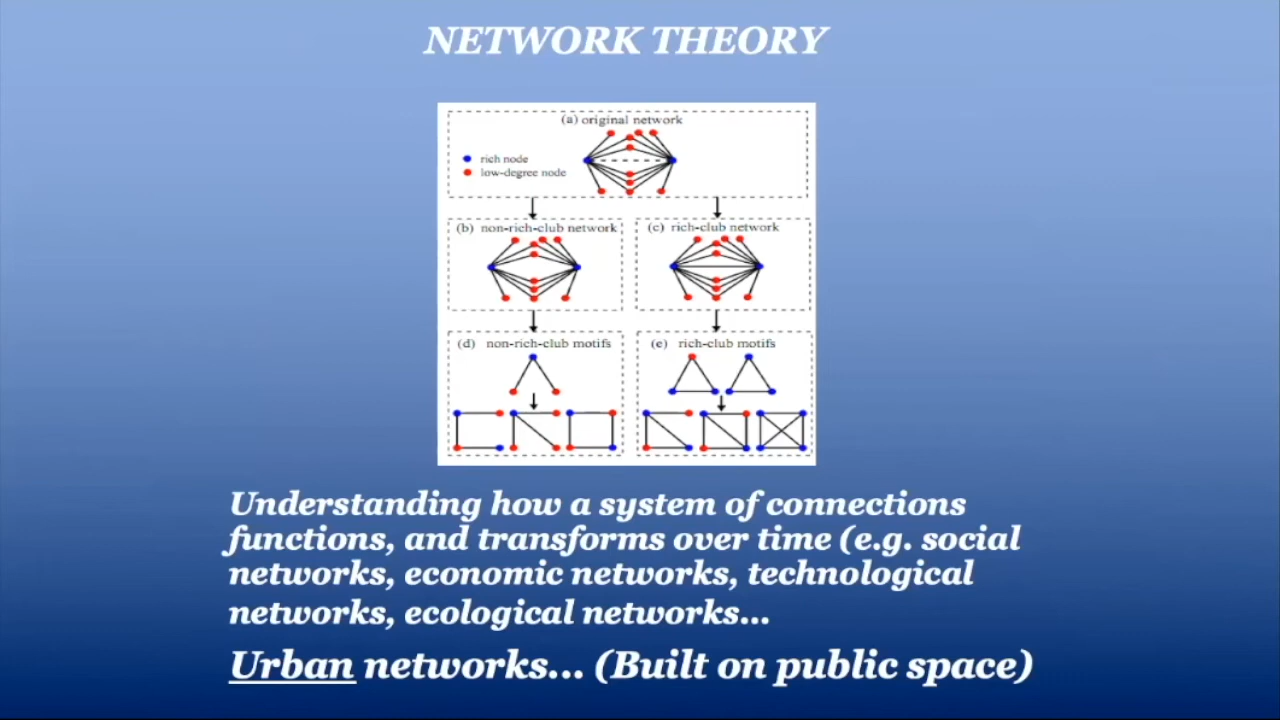 NETWORK THEORY
(a) original network
rich node
low-degree node
(b) non-rich-club network
(c) rich-club network
(d) non-rich-club motifs
(e) rich-club motifs
Understanding how a system of connections
functions, and transforms over time (e.g. social
networks, economic networks, technological
networks, ecological networks...
Urban networks... (Built on public space)